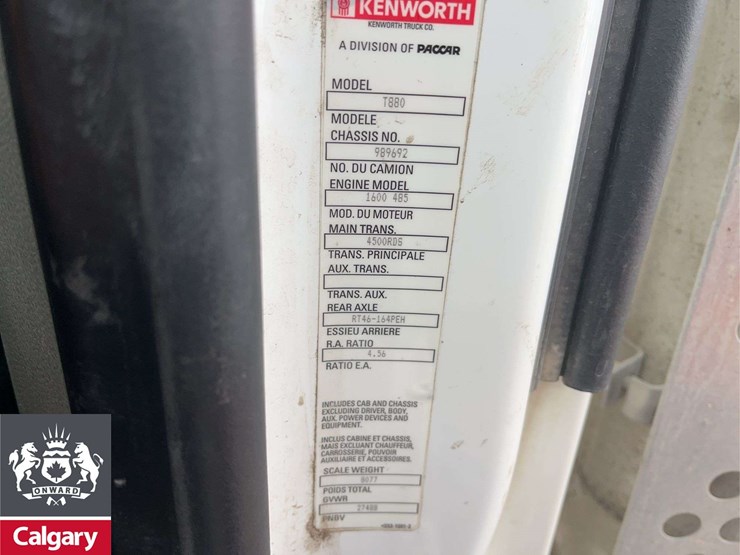 KENWORTH
KENWORTH TRUCK CO.
A DIVISION OF PACCAR
MODEL
T880
MODELE
CHASSIS NO.
989692
NO. DU CAMION
ENGINE MODEL
1600 485
MOD. DU MOTEUR
MAIN TRANS.
4500RDS
TRANS. PRINCIPALE
AUX. TRANS.
TRANS. AUX.
REAR AXLE
RT46-164PEH
ESSIEU ARRIERE
R.A. RATIO
4.56
RATIO E.A.
INCLUDES CAB AND CHASSIS
EXCLUDING DRIVER, BODY,
AUX. POWER DEVICES AND
EQUIPMENT.
INCLUS CABINE ET CHASSIS,
MAIS EXCLUANT CHAUFFEUR,
CARROSSERIE, POUVOIR
AUXILIAIRE ET ACCESSOIRES.
SCALE WEIGHT
8077
POIDS TOTAL
GVWR
27488
PNBV
ONWARD
Calgary